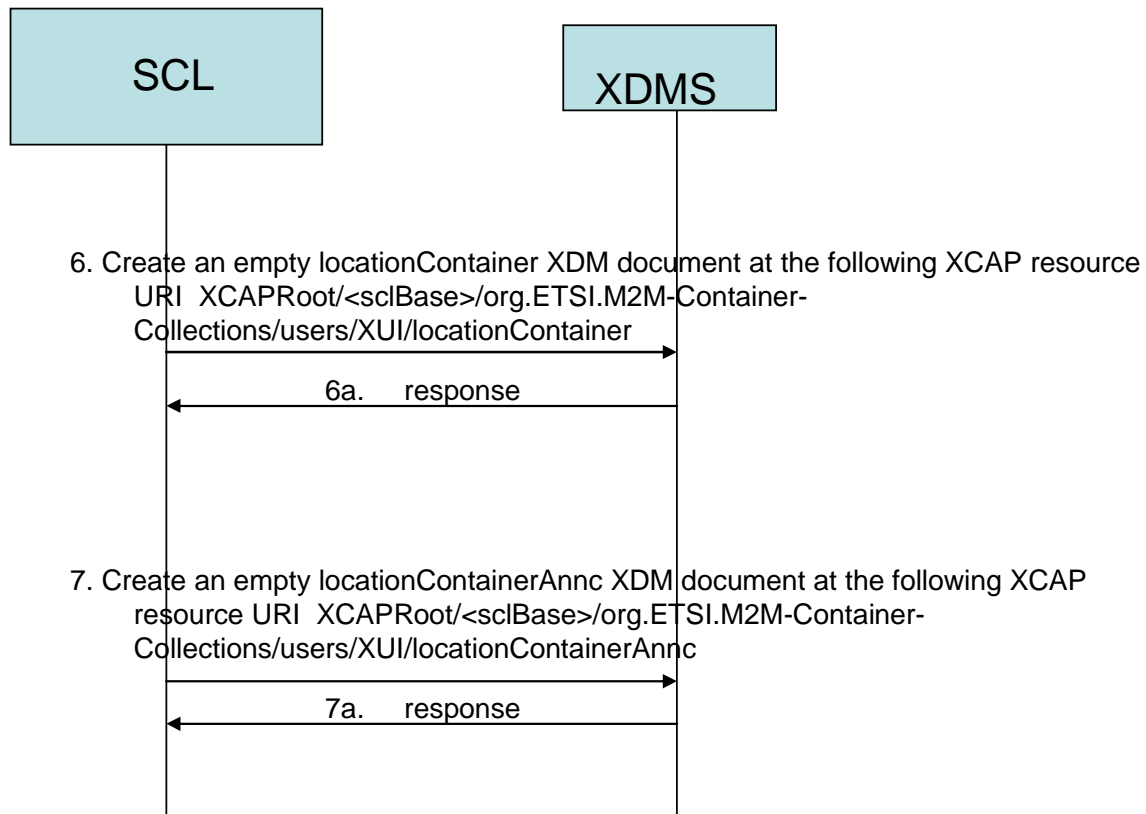 SCL
XDMS
6. Create an empty locationContainer XDM document at the following XCAP resource
URI XCAPRoot/<sclBase>/org.ETSI.M2M-Container-
Collections/users/XUI/locationContainer
6a. response
7. Create an empty locationContainerAnnc XDM document at the following XCAP
resource URI XCAPRoot/<sclBase>/org.ETSI.M2M-Container-
Collections/users/XUI/locationContainerAnnc
7a. response